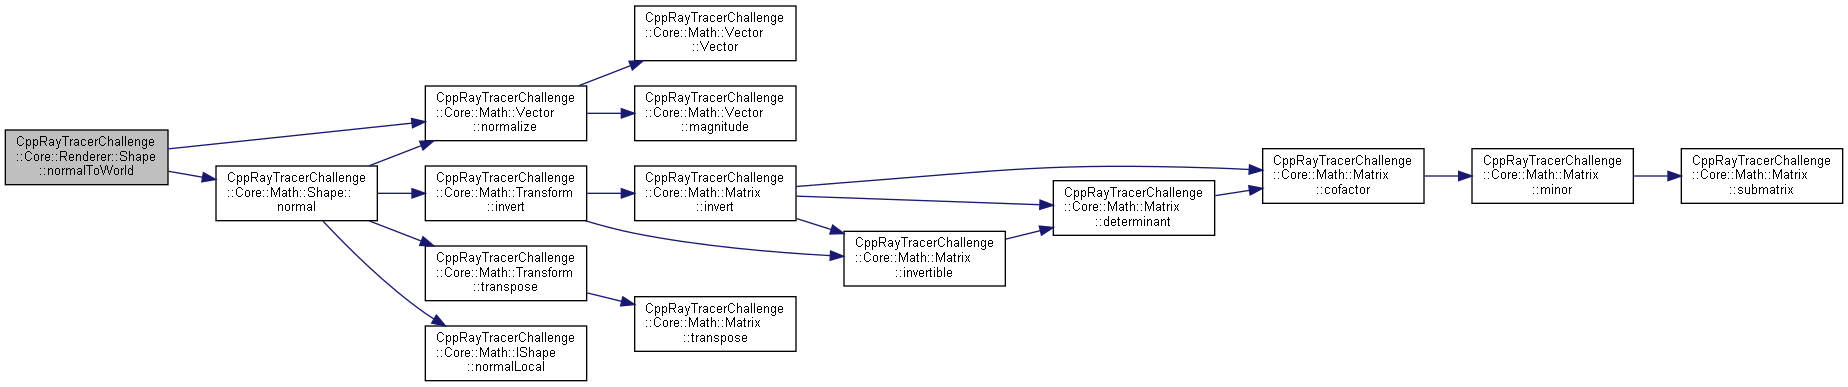 CppRayTracerChallenge
::Core::Renderer::Shape
::normalToWorld
CppRayTracerChallenge
::Core::Math::Vector
::normalize
CppRayTracerChallenge
::Core::Math::Vector
::Vector
CppRayTracerChallenge
::Core::Math::Vector
::magnitude
CppRayTracerChallenge
::Core::Math::Shape::
normal
CppRayTracerChallenge
::Core::Math::Transform
::invert
CppRayTracerChallenge
::Core::Math::Matrix
::invert
CppRayTracerChallenge
::Core::Math::Matrix
::cofactor
CppRayTracerChallenge
::Core::Math::Matrix
::minor
CppRayTracerChallenge
::Core::Math::Matrix
::submatrix
CppRayTracerChallenge
::Core::Math::Matrix
::determinant
CppRayTracerChallenge
::Core::Math::Matrix
::invertible
CppRayTracerChallenge
::Core::Math::Transform
::transpose
CppRayTracerChallenge
::Core::Math::Matrix
::transpose
CppRayTracerChallenge
::Core::Math::IShape
::normalLocal